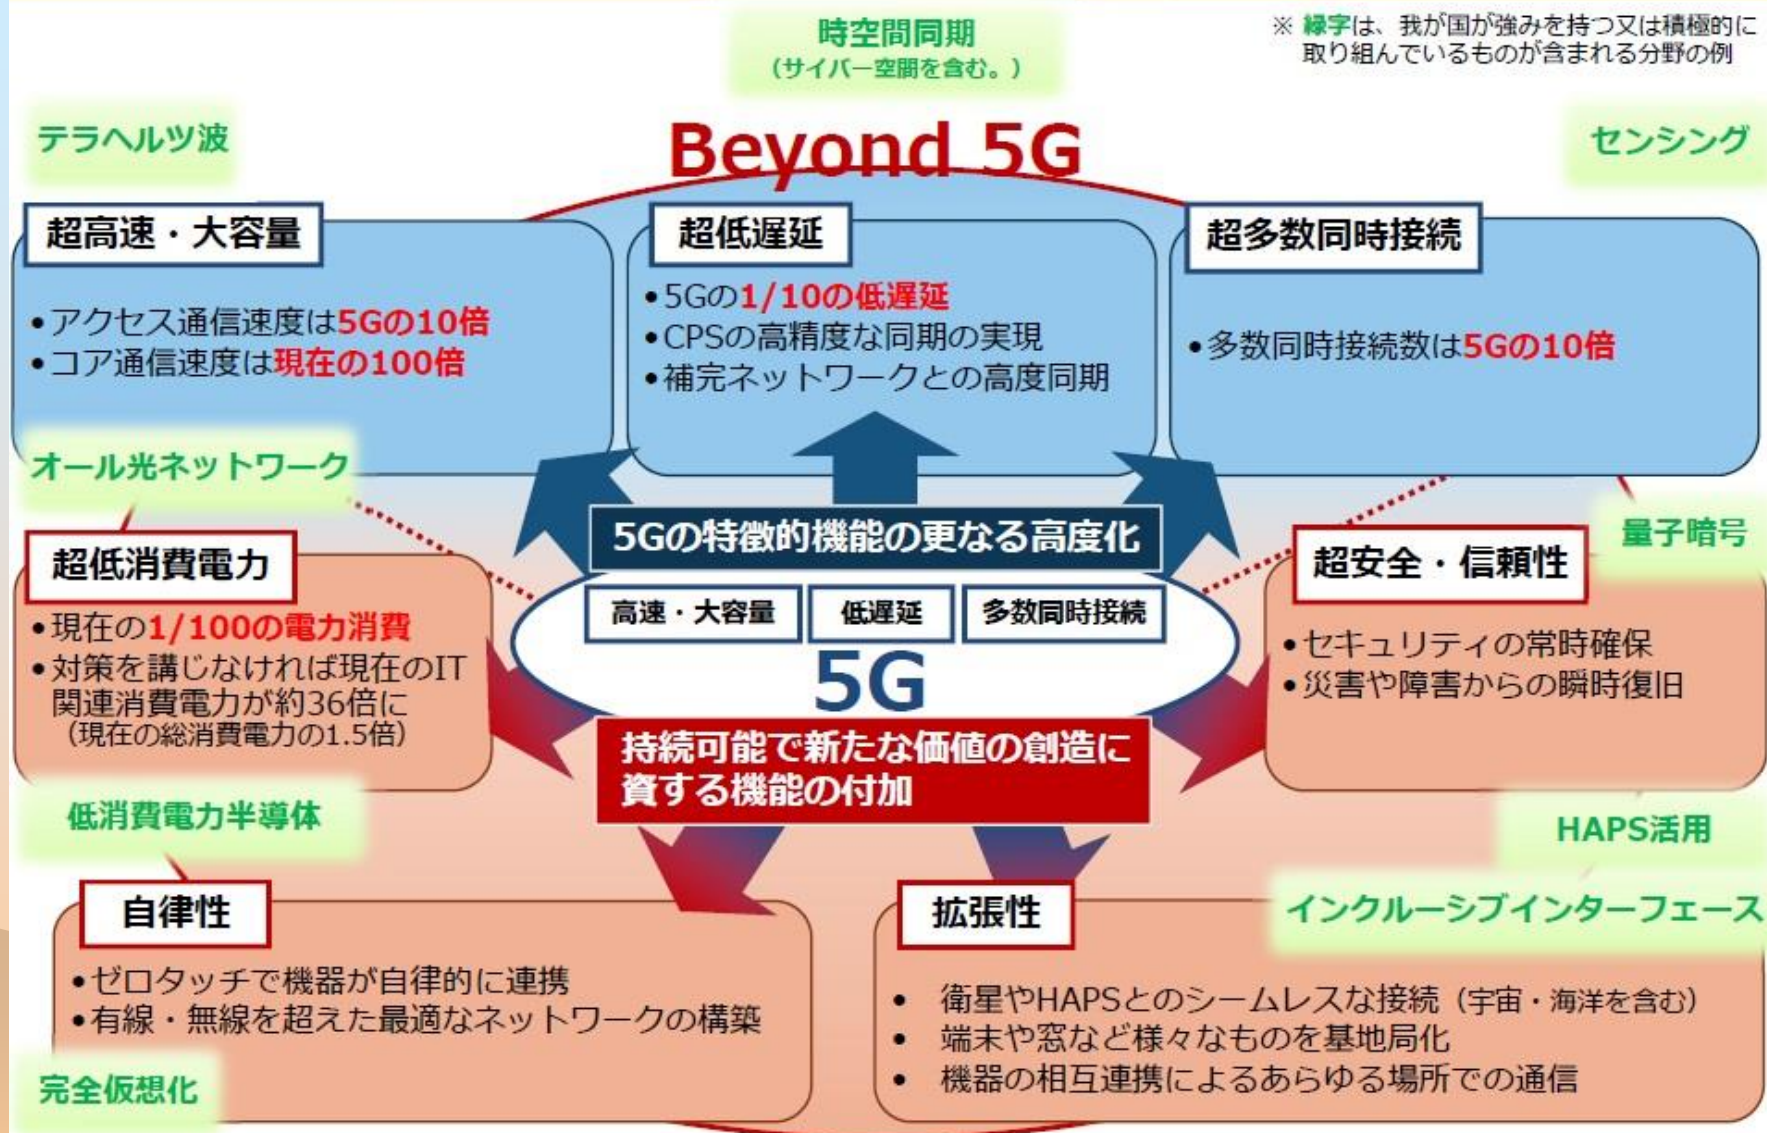 時空間同期
（サイバー空間を含む。）
※ 緑字は、我が国が強みを持つ又は積極的に
取り組んでいるものが含まれる分野の例
テラヘルツ波
Beyond 5G
センシング
超高速・大容量
•アクセス通信速度は5Gの10倍
•コア通信速度は現在の100倍
超低遅延
•5Gの1/10の低遅延
•CPSの高精度な同期の実現
•補完ネットワークとの高度同期
超多数同時接続
•多数同時接続数は5Gの10倍
オール光ネットワーク
5Gの特徴的機能の更なる高度化
量子暗号
超低消費電力
•現在の1/100の電力消費
•対策を講じなければ現在のIT
関連消費電力が約36倍に
（現在の総消費電力の1.5倍）
高速・大容量
低遅延
多数同時接続
5G
超安全・信頼性
•セキュリティの常時確保
•災害や障害からの瞬時復旧
持続可能で新たな価値の創造に
資する機能の付加
低消費電力半導体
HAPS活用
自律性
•ゼロタッチで機器が自律的に連携
•有線・無線を超えた最適なネットワークの構築
完全仮想化
拡張性
インクルーシブインターフェース
• 衛星やHAPSとのシームレスな接続（宇宙・海洋を含む）
• 端末や窓など様々なものを基地局化
• 機器の相互連携によるあらゆる場所での通信